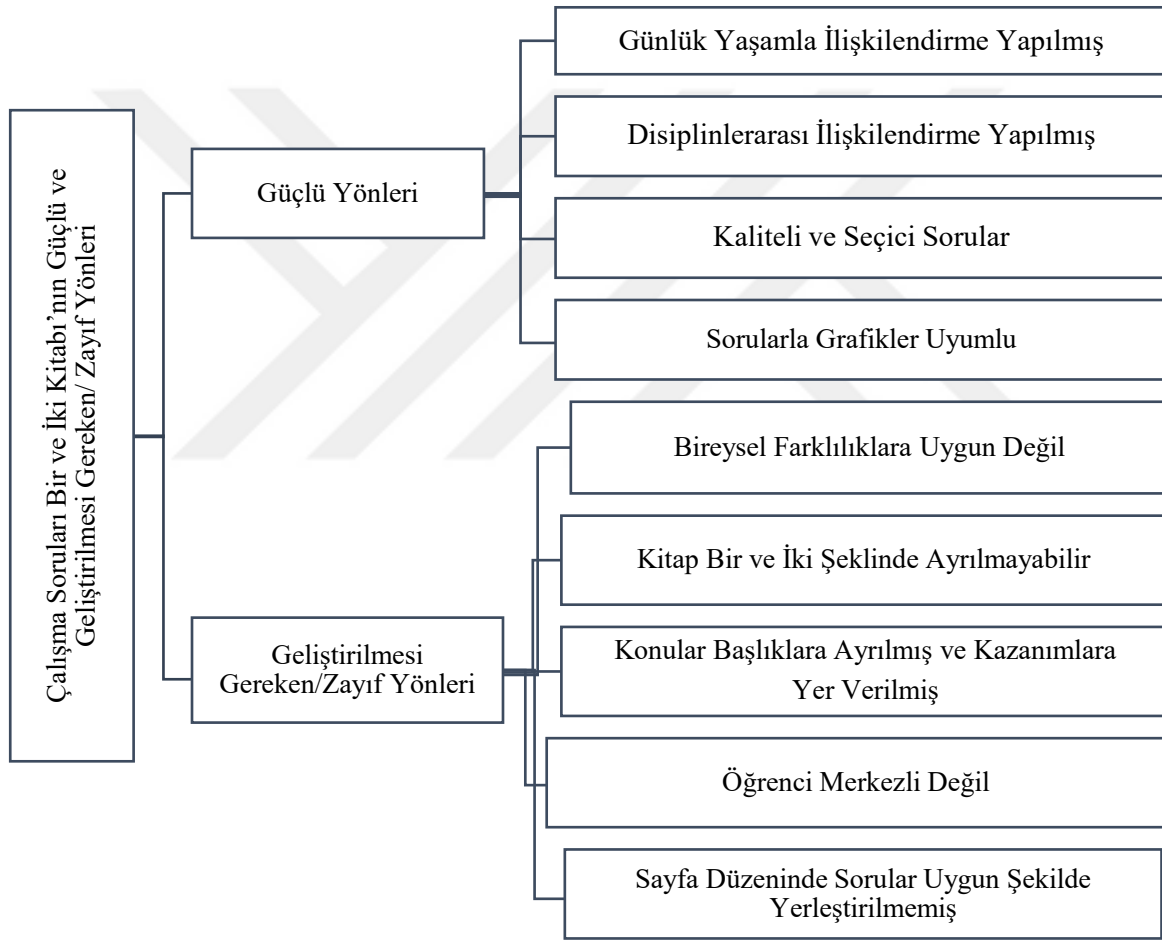 Çalışma Soruları Bir ve İki Kitabı’nın Güçlü ve
Geliştirilmesi Gereken/ Zayıf Yönleri
Güçlü Yönleri
Günlük Yaşamla İlişkilendirme Yapılmış
Disiplinlerarası İlişkilendirme Yapılmış
Kaliteli ve Seçici Sorular
Sorularla Grafikler Uyumlu
Geliştirilmesi
Gereken/Zayıf Yönleri
Bireysel Farklılıklara Uygun Değil
Kitap Bir ve İki Şeklinde Ayrılmayabilir
Konular Başlıklara Ayrılmış ve Kazanımlara
Yer Verilmiş
Öğrenci Merkezli Değil
Sayfa Düzeninde Sorular Uygun Şekilde
Yerleştirilmemiş